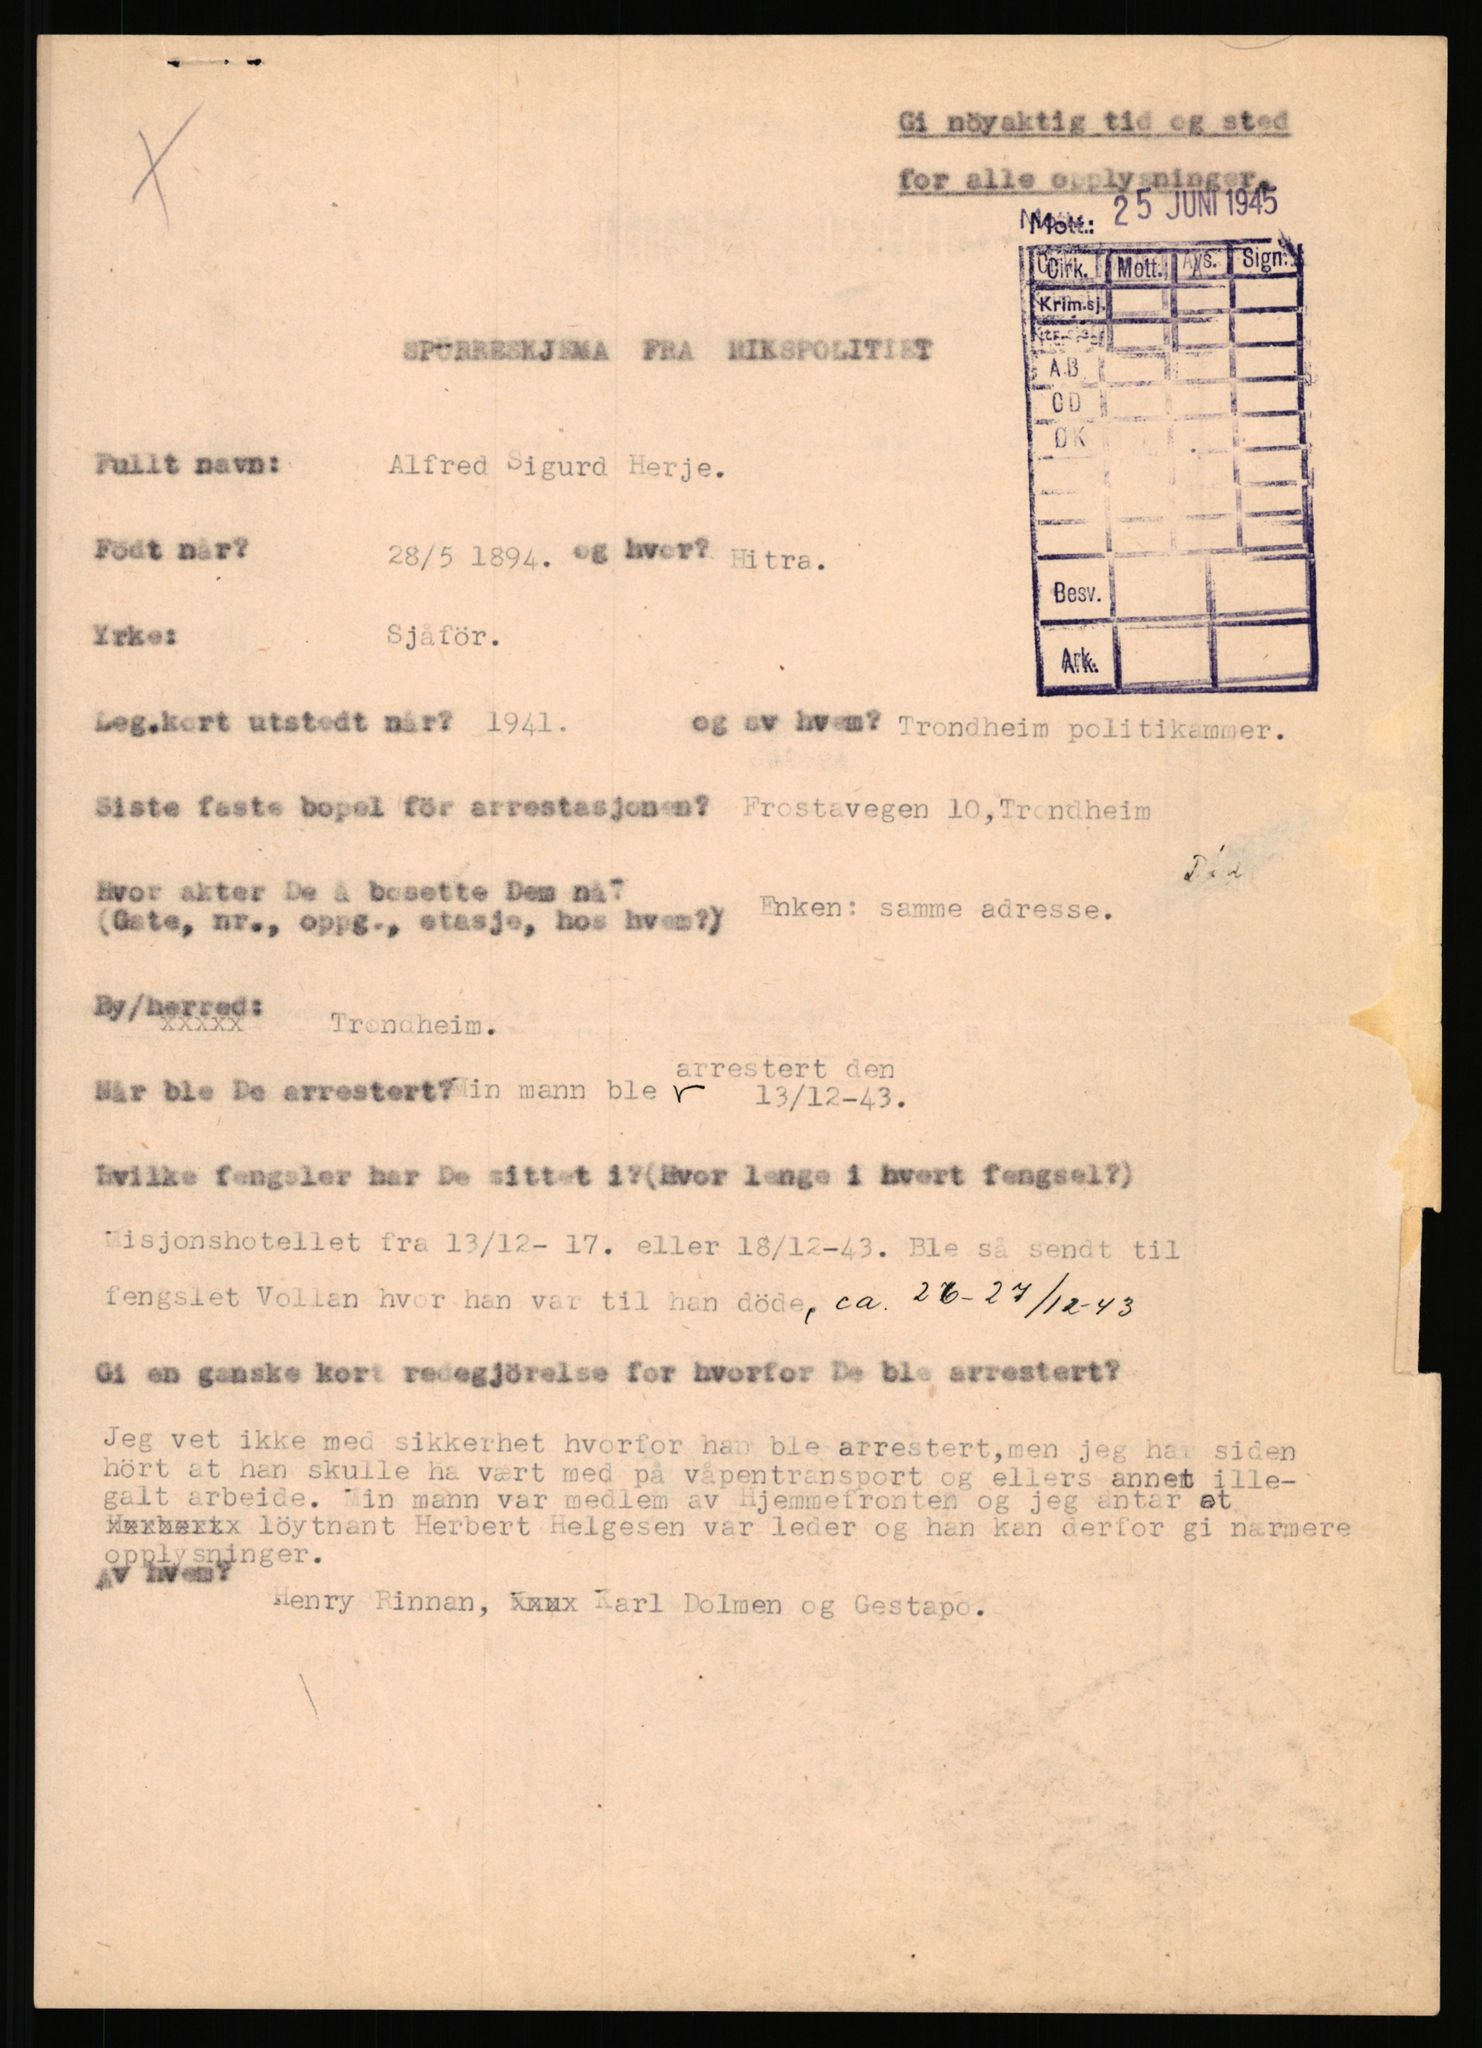 Gi nöyaktig tid og sted
for alle opplysninger.
Mott.: 25 JUNI 1945
Cirk. Mott. Avs. Sign.
Krim.sj.
A.B.
OD
ØK
Besv.
Ark.
SPÖRRESKJEMA FRA RIKSPOLITIET
Fullt navn: Alfred Sigurd Herje.
Födt når? 28/5 1894. og hvor? Hitra.
Yrke: Sjåför.
Leg.kort utstedt når? 1941. og av hvem? Trondheim politikammer.
Siste faste bopel för arrestasjonen? Frostavegen 10,Trondheim
Död
Hvor akter De å bosette Dem nå?
(Gate, nr., oppg., etasje, hos hvem?) Enken: samme adresse.
By/herred:
xxxxx Trondheim.
arrestert den
Når ble De arrestert? Min mann ble 13/12-43.
Hvilke fengsler har De sittet i?(Hvor lenge i hvert fengsel?)
Misjonshotellet fra 13/12- 17. eller 18/12-43. Ble så sendt til
fengslet Vollan hvor han var til han döde, ca. 26-27/12-43
Gi en ganske kort redegjörelse for hvorfor De ble arrestert?
Jeg vet ikke med sikkerhet hvorfor han ble arrestert,men jeg har siden
hört at han skulle ha vært med på våpentransport og ellers annet ille-
galt arbeide. Min mann var medlem av Hjemmefronten og jeg antar at
Herbertx löytnant Herbert Helgesen var leder og han kan derfor gi nærmere
opplysninger.
Av hvem?
Henry Rinnan, xxxx Karl Dolmen og Gestapo.